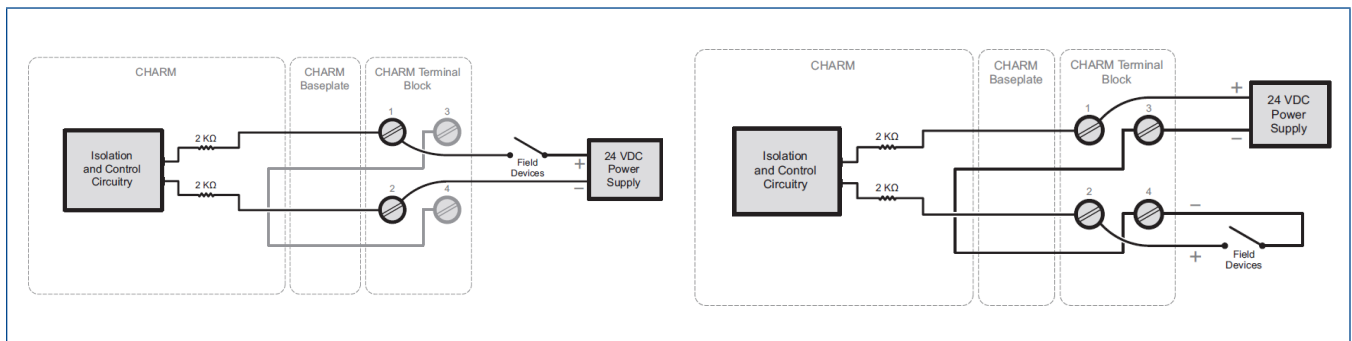 CHARM
CHARM
Baseplate
CHARM Terminal
Block
1
3
2 KΩ
Isolation
and Control
Circuitry
2 KΩ
2
4
Field
Devices
+
−
24 VDC
Power
Supply
CHARM
CHARM
Baseplate
CHARM Terminal
Block
1
3
2 KΩ
Isolation
and Control
Circuitry
2 KΩ
2
4
+
−
24 VDC
Power
Supply
−
+
Field
Devices